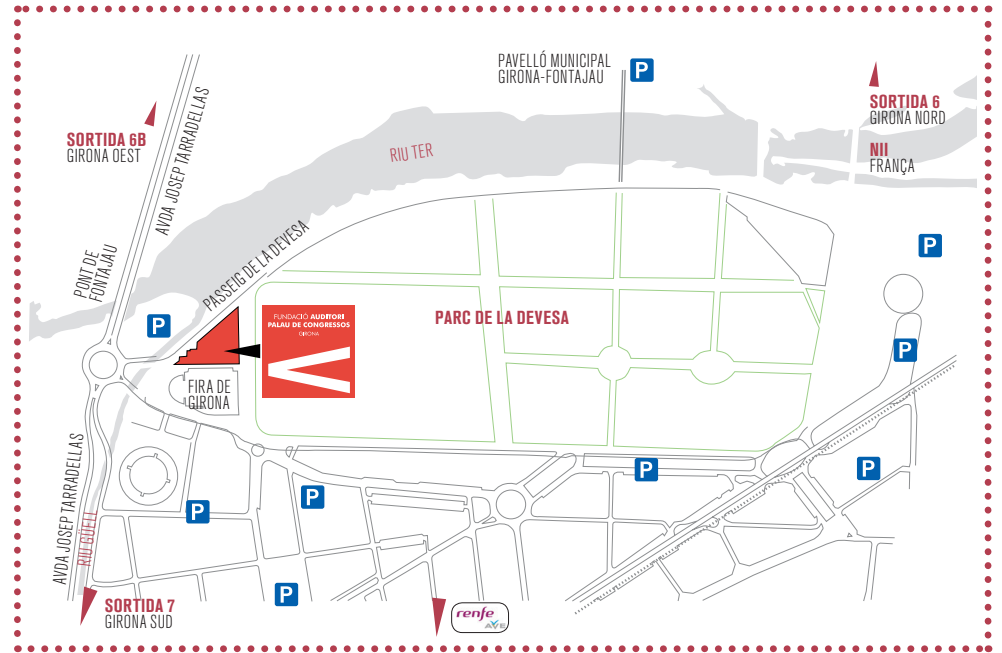 PAVELLÓ MUNICIPAL
GIRONA-FONTAJAU
P
SORTIDA 6
GIRONA NORD
NII
FRANÇA
SORTIDA 6B
GIRONA OEST
AVDA JOSEP TARRADELLAS
RIU TER
PONT DE
FONTAJAU
PASSEIG DE LA DEVESA
P
P
FUNDACIÓ AUDITORI
PALAU DE CONGRESSOS
GIRONA
PARC DE LA DEVESA
P
FIRA DE
GIRONA
AVDA JOSEP TARRADELLAS
RIU GÜELL
P
P
P
P
P
SORTIDA 7
GIRONA SUD
renfe
AVE